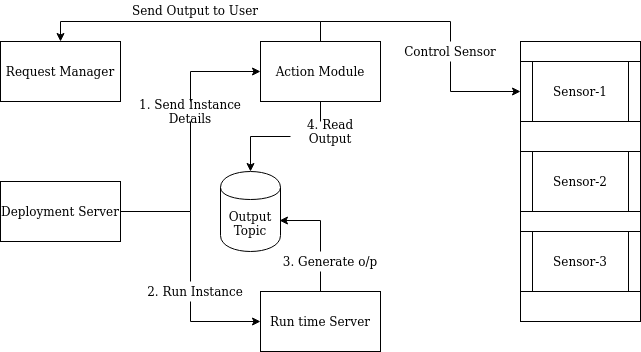 Send Output to User
Request Manager
Action Module
Control Sensor
Sensor-1
1. Send Instance
Details
4. Read
Output
Sensor-2
Deployment Server
Output
Topic
3. Generate o/p
Sensor-3
2. Run Instance
Run time Server